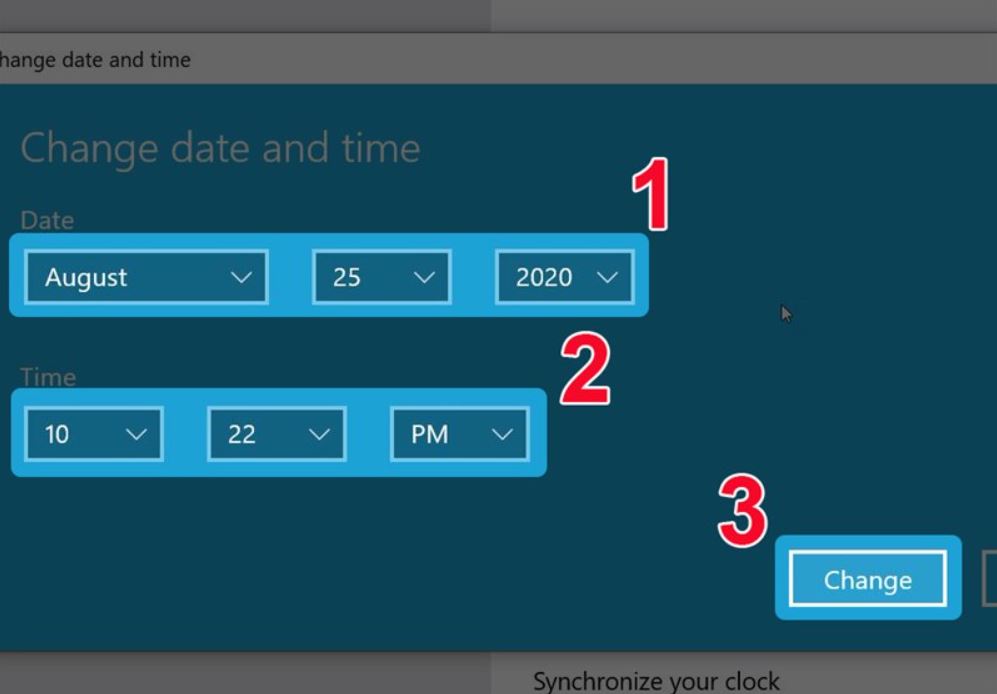 hange date and time
Change date and time
1
Date
August 25 2020
2
Time
10 22 PM
3
Change
Synchronize your clock